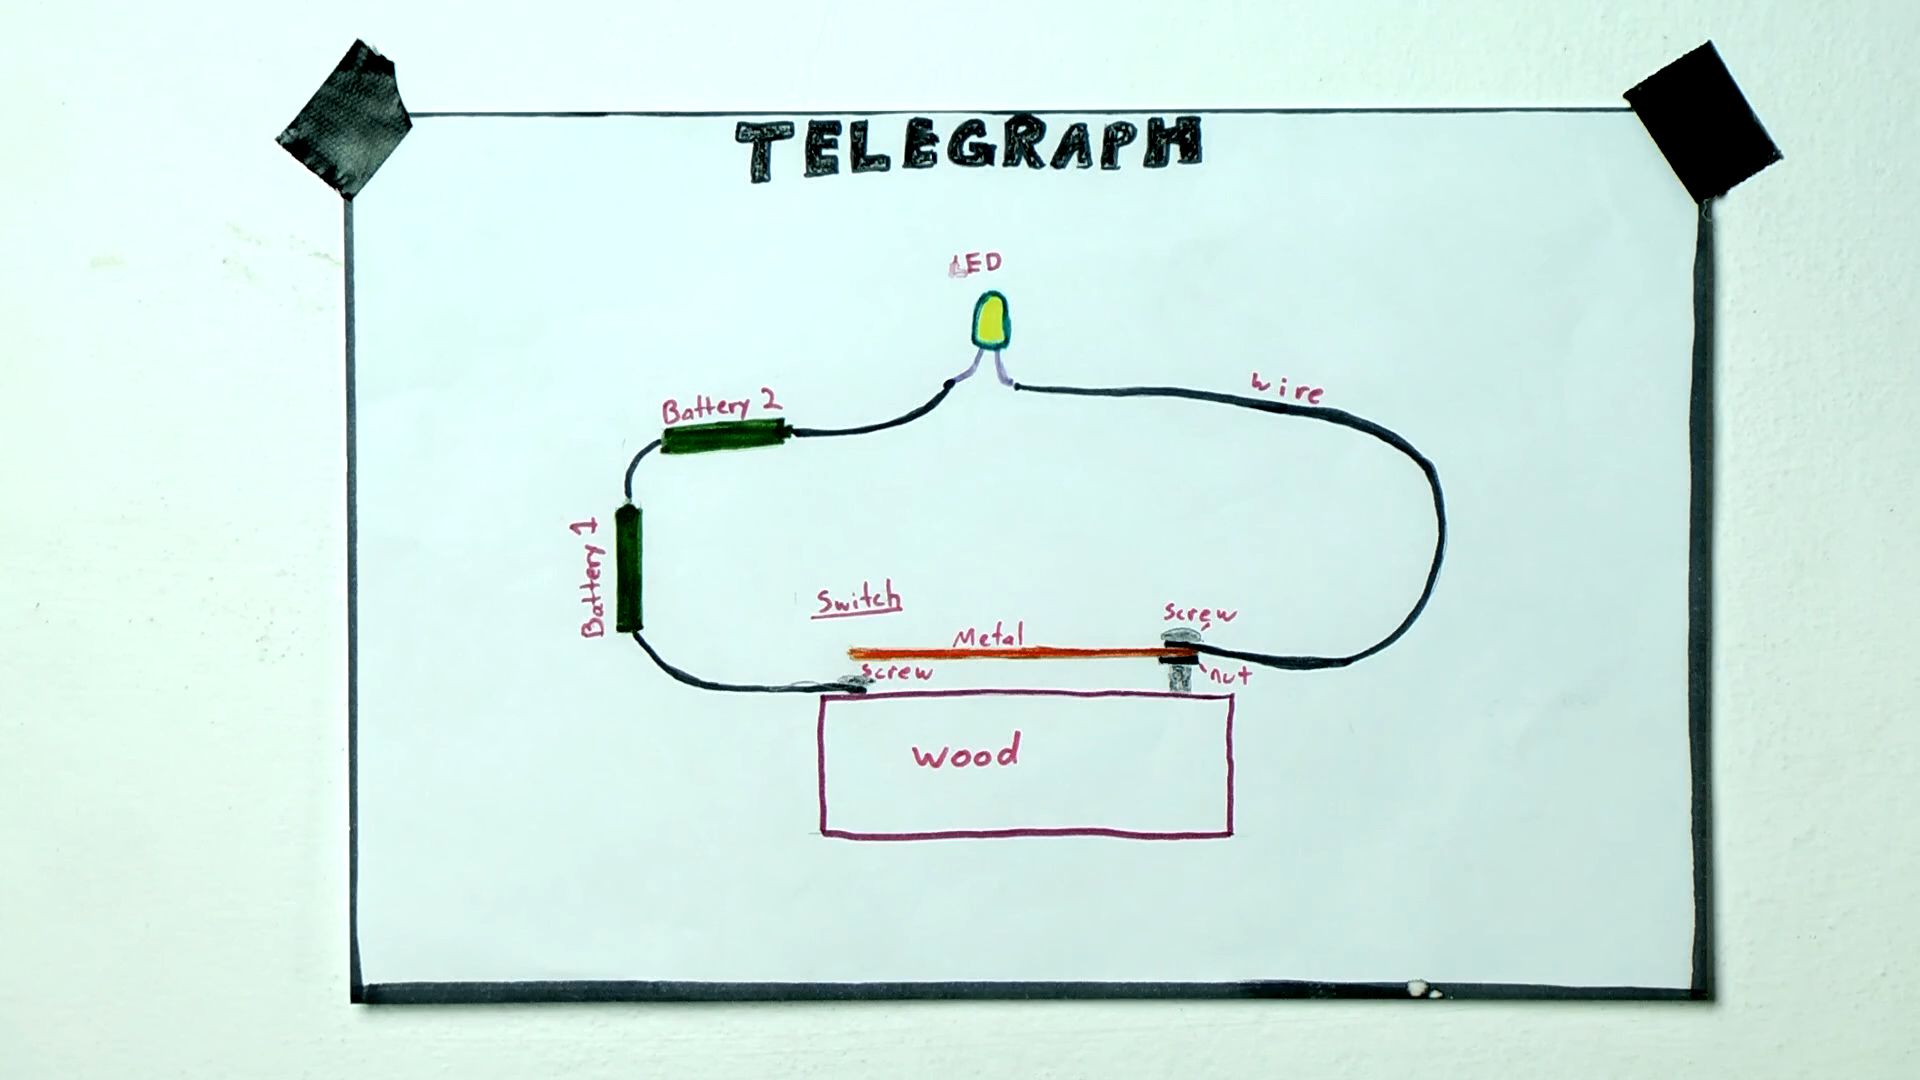 TELEGRAPH
LED
wire
Battery 2
Battery 1
Switch
Metal
screw
screw
nut
wood